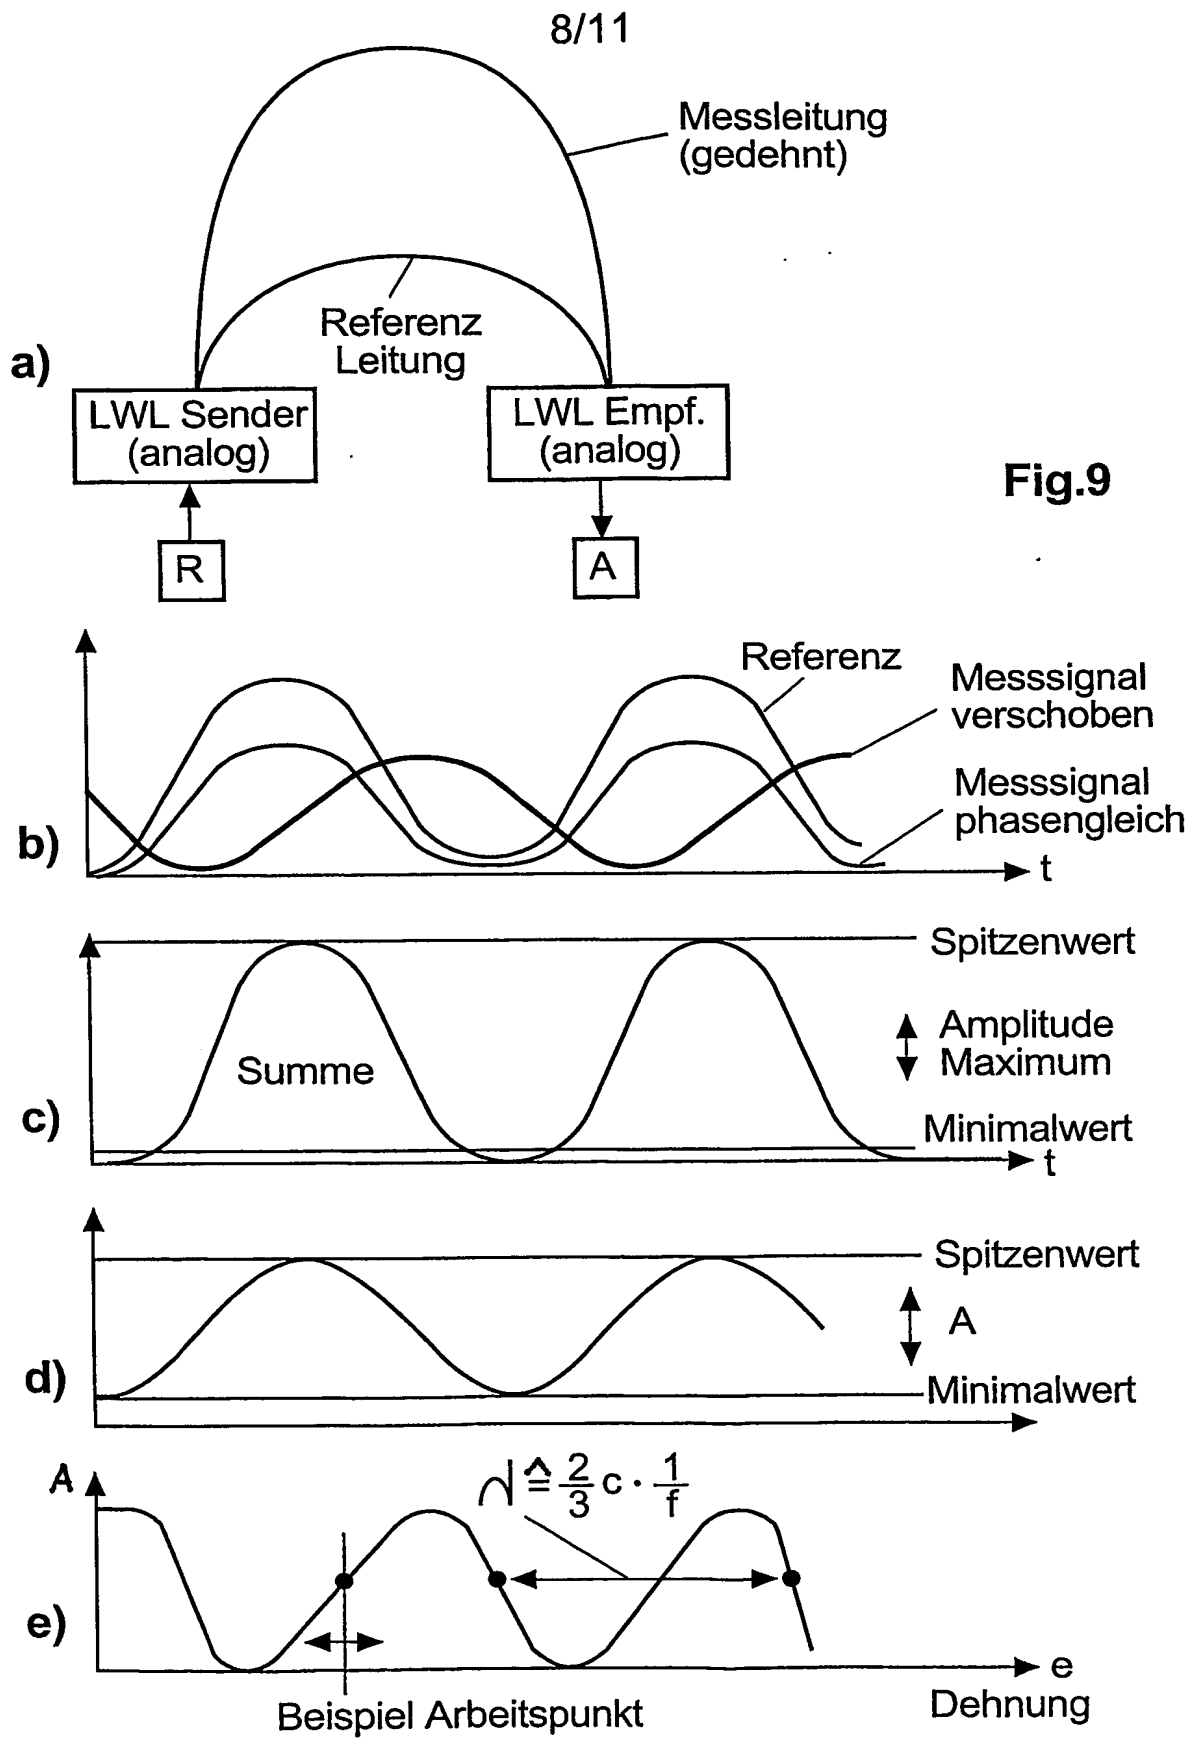 8/11
Messleitung
(gedehnt)
Referenz
Leitung
a)
LWL Sender
(analog)
LWL Empf.
(analog)
Fig.9
R
A
Referenz
Messsignal
verschoben
Messsignal
phasengleich
b)
t
Spitzenwert
Amplitude
Maximum
Summe
c)
Minimalwert
t
Spitzenwert
A
d)
Minimalwert
A
≙ 2/3 c · 1/f
e)
e
Beispiel Arbeitspunkt
Dehnung